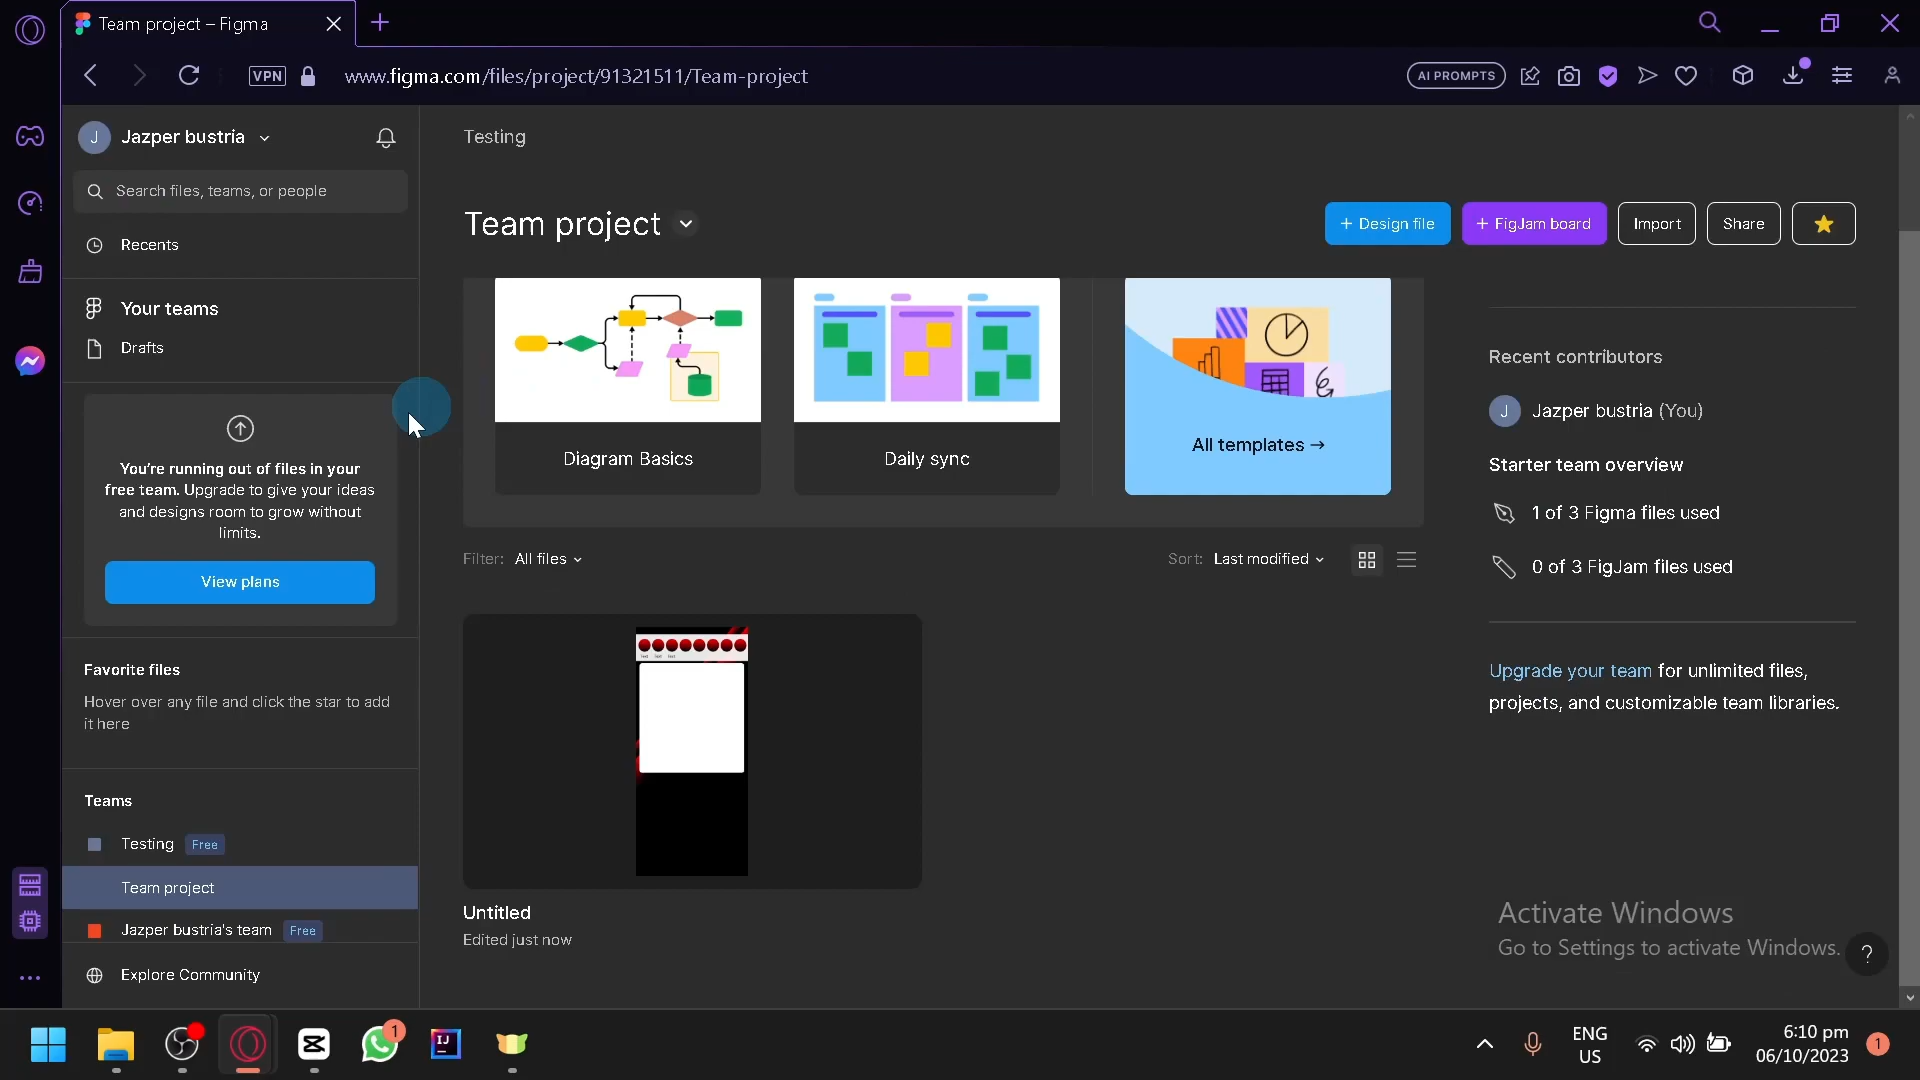 Team project – Figma
VPN
www.figma.com/files/project/91321511/Team-project
AI PROMPTS
J
Jazper bustria
Search files, teams, or people
Recents
Your teams
Drafts
You're running out of files in your
free team. Upgrade to give your ideas
and designs room to grow without
limits.
View plans
Favorite files
Hover over any file and click the star to add
it here
Teams
Testing
Free
Team project
Jazper bustria's team
Free
Explore Community
Testing
Team project
+ Design file
+ FigJam board
Import
Share
Diagram Basics
Daily sync
All templates →
Filter: All files
Sort: Last modified
Untitled
Edited just now
Recent contributors
J
Jazper bustria (You)
Starter team overview
1 of 3 Figma files used
0 of 3 FigJam files used
Upgrade your team for unlimited files,
projects, and customizable team libraries.
Activate Windows
Go to Settings to activate Windows.
?
1
IJ
ENG
US
6:10 pm
06/10/2023
1